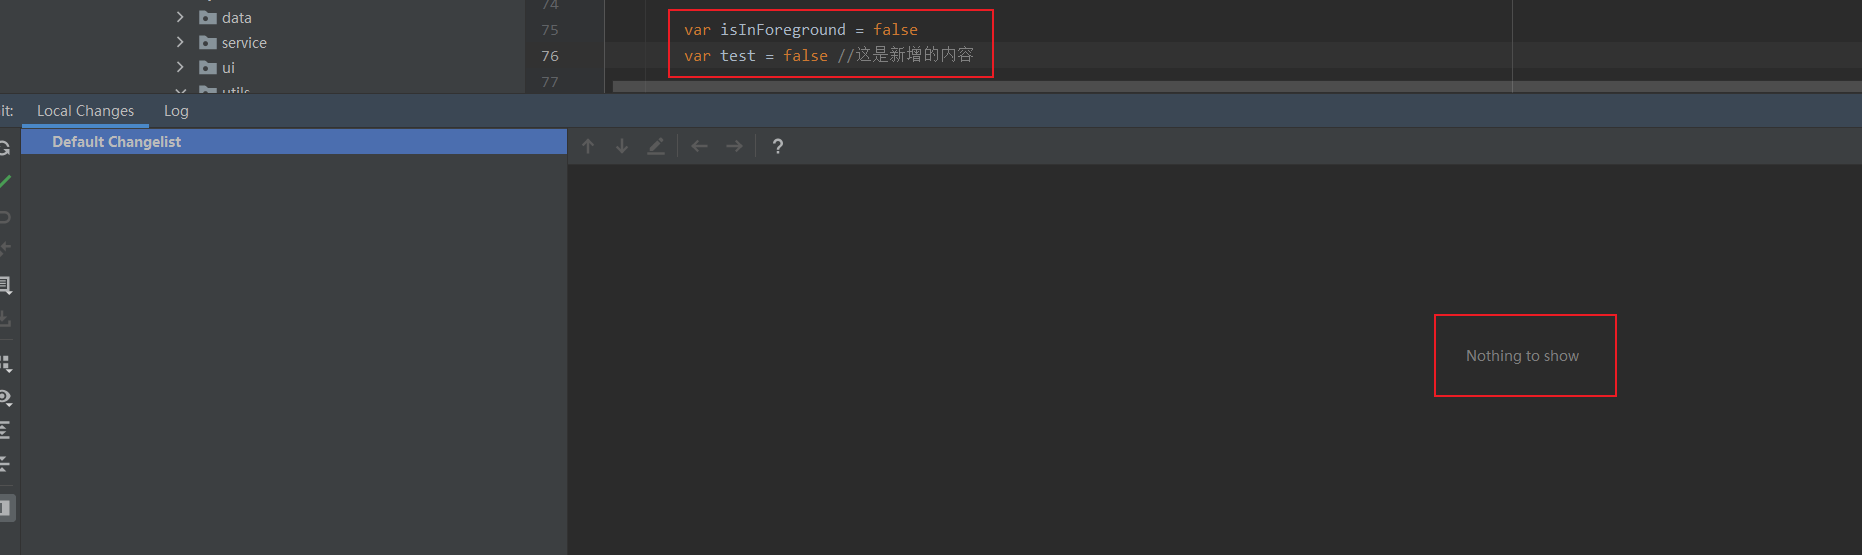 74
data
75
var isInForeground = false
service
76
var test = false //这是新增的内容
ui
77
utils
it:
Local Changes
Log
Default Changelist
?
Nothing to show